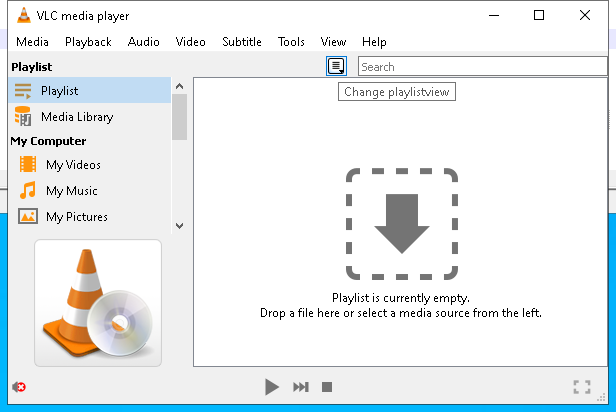 VLC media player
Media Playback Audio Video Subtitle Tools View Help
Playlist
Search
Playlist
Change playlistview
Media Library
My Computer
My Videos
My Music
My Pictures
Playlist is currently empty.
Drop a file here or select a media source from the left.